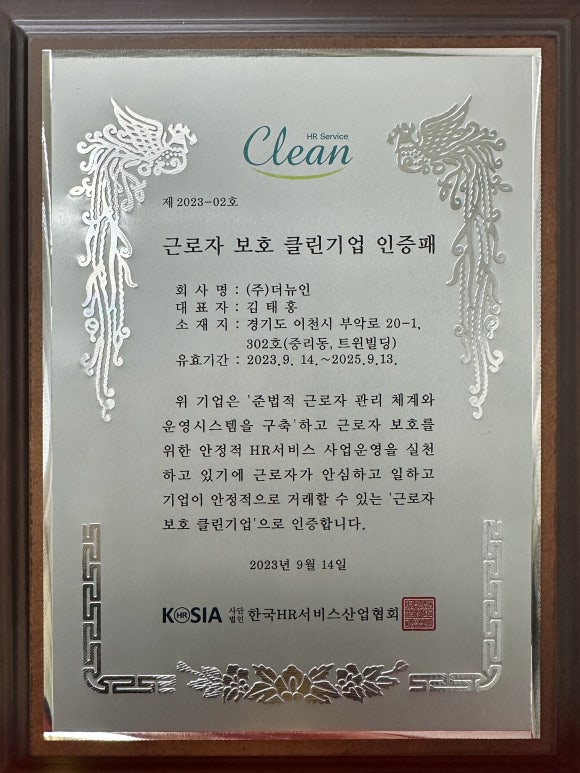 HR Service
Clean
제 2023-02호
근로자 보호 클린기업 인증패
회 사 명 : (주)더뉴인
대 표 자 : 김 태 홍
소 재 지 : 경기도 이천시 부악로 20-1,
302호(중리동, 트윈빌딩)
유효기간 : 2023.9. 14.~2025.9.13.
위 기업은 '준법적 근로자 관리 체계와
운영시스템을 구축'하고 근로자 보호를
위한 안정적 HR서비스 사업운영을 실천
하고 있기에 근로자가 안심하고 일하고
기업이 안정적으로 거래할 수 있는 '근로자
보호 클린기업'으로 인증합니다.
2023년 9월 14일
KOSIA HR 사단법인 한국HR서비스산업협회